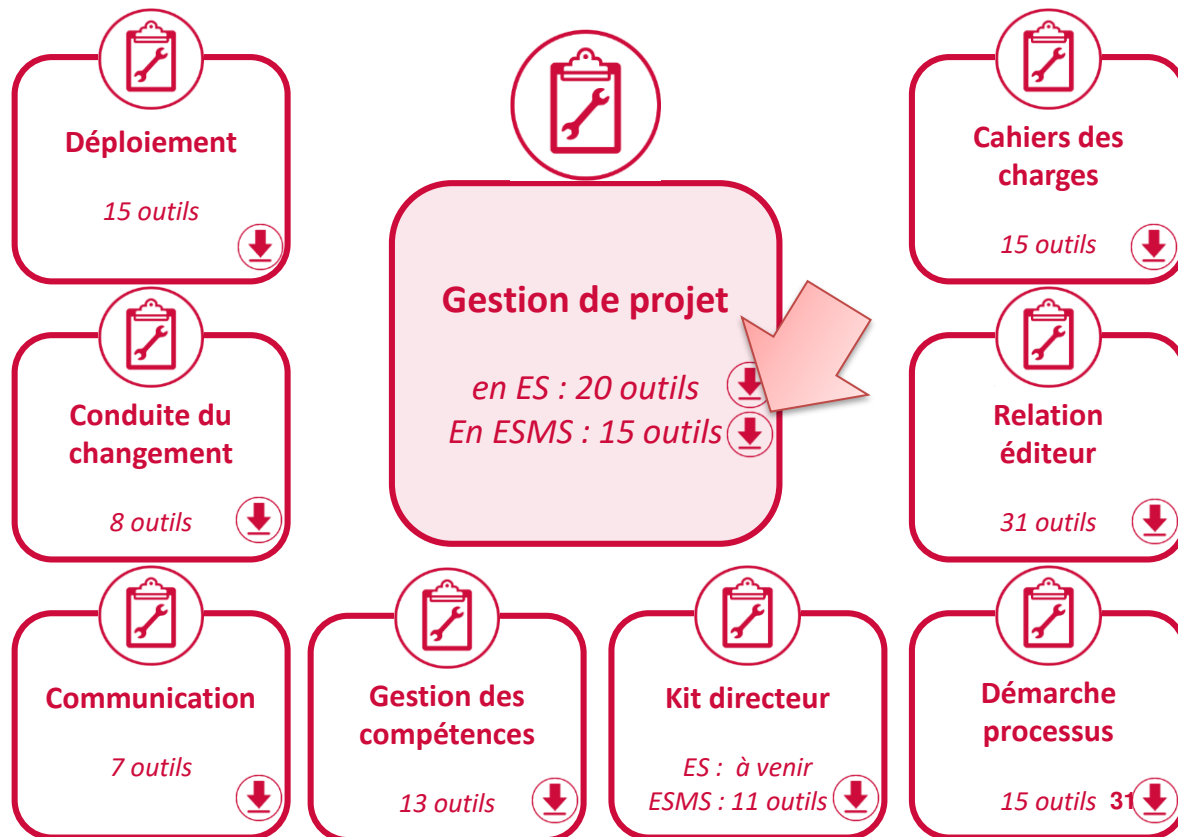 Déploiement
15 outils
Gestion de projet
en ES : 20 outils
En ESMS : 15 outils
Cahiers des
charges
15 outils
Conduite du
changement
8 outils
Relation
éditeur
31 outils
Communication
7 outils
Gestion des
compétences
13 outils
Kit directeur
ES : à venir
ESMS : 11 outils
Démarche
processus
15 outils
31